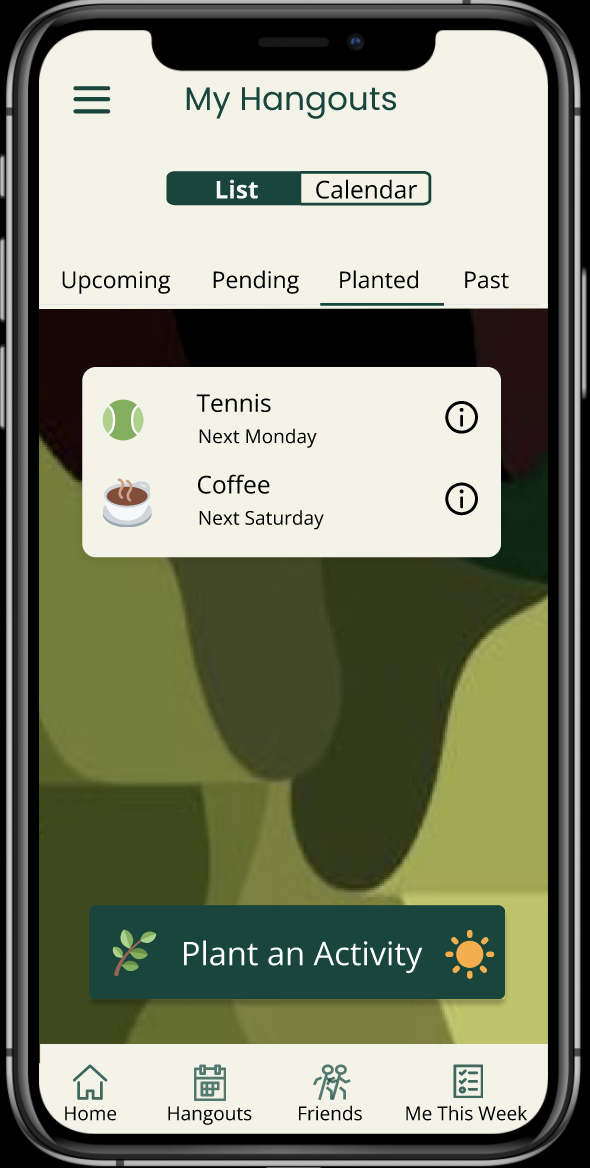 My Hangouts
List Calendar
Upcoming Pending Planted Past
Tennis
Next Monday
Coffee
Next Saturday
Plant an Activity
Home Hangouts Friends Me This Week